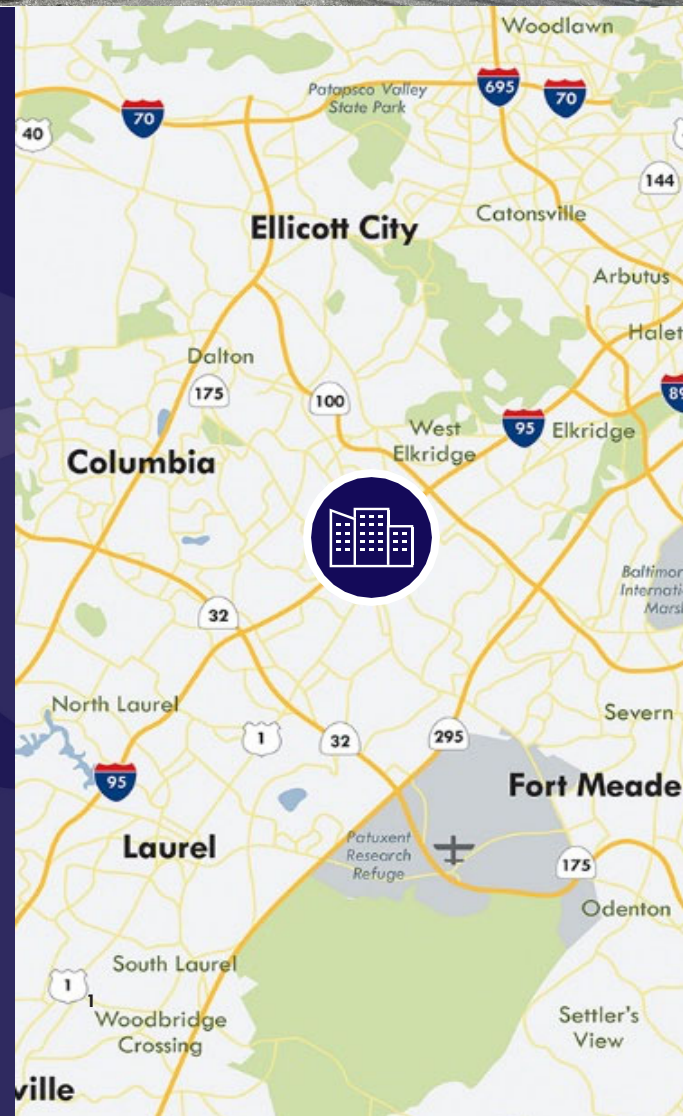 Woodlawn
Patapsco Valley
State Park
695
70
70
40
144
Ellicott City
Catonsville
Arbutus
Dalton
175
100
West
Elkridge
95
Elkridge
Columbia
32
North Laurel
1
32
295
Severn
95
Fort Meade
Laurel
Patuxent
Research
Refuge
175
Odenton
South Laurel
1
1
Woodbridge
Crossing
Settler's
View